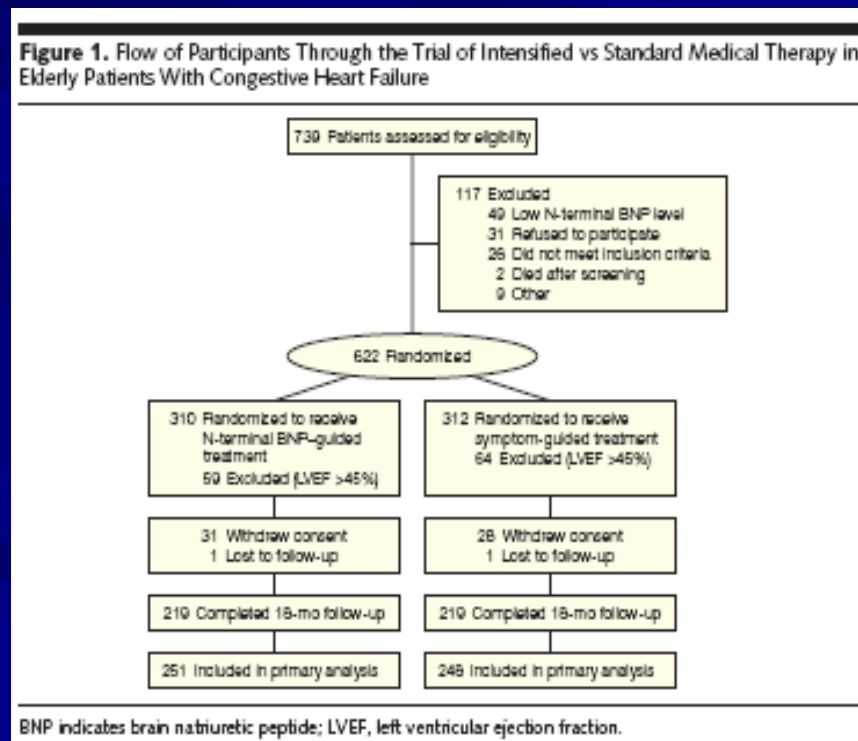 Figure 1. Flow of Participants Through the Trial of Intensified vs Standard Medical Therapy in
Elderly Patients With Congestive Heart Failure
739 Patients assessed for eligibility
117 Excluded
49 Low N-terminal BNP level
31 Refused to participate
26 Did not meet inclusion criteria
2 Died after screening
9 Other
622 Randomized
310 Randomized to receive
N-terminal BNP–guided
treatment
59 Excluded (LVEF >45%)
312 Randomized to receive
symptom-guided treatment
64 Excluded (LVEF >45%)
31 Withdrew consent
1 Lost to follow-up
28 Withdrew consent
1 Lost to follow-up
219 Completed 18-mo follow-up
219 Completed 18-mo follow-up
251 Included in primary analysis
248 Included in primary analysis
BNP indicates brain natriuretic peptide; LVEF, left ventricular ejection fraction.